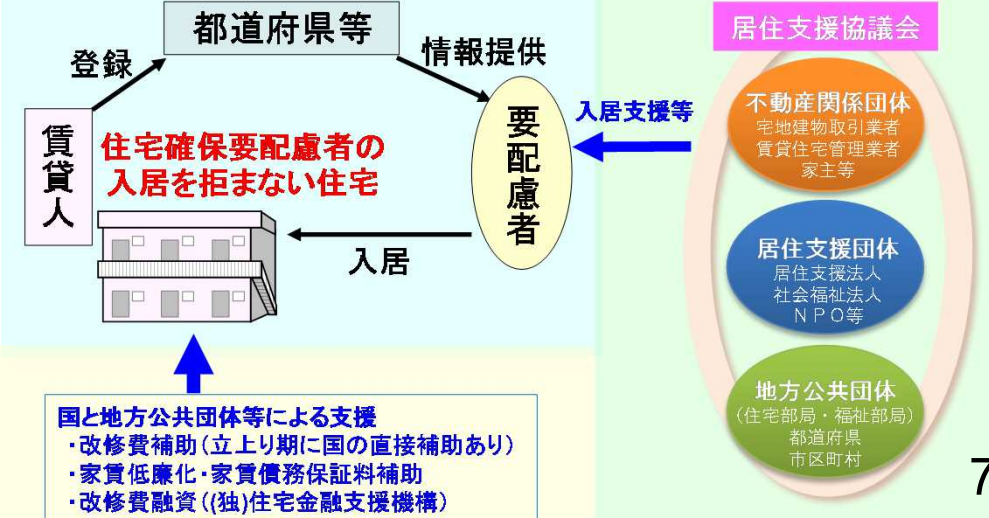 都道府県等
登録
情報提供
賃貸人
住宅確保要配慮者の
入居を拒まない住宅
要配慮者
入居
入居支援等
国と地方公共団体等による支援
・改修費補助(立上り期に国の直接補助あり)
・家賃低廉化・家賃債務保証料補助
・改修費融資((独)住宅金融支援機構)
居住支援協議会
不動産関係団体
宅地建物取引業者
賃貸住宅管理業者
家主等
居住支援団体
居住支援法人
社会福祉法人
NPO等
地方公共団体
(住宅部局・福祉部局)
都道府県
市区町村
7